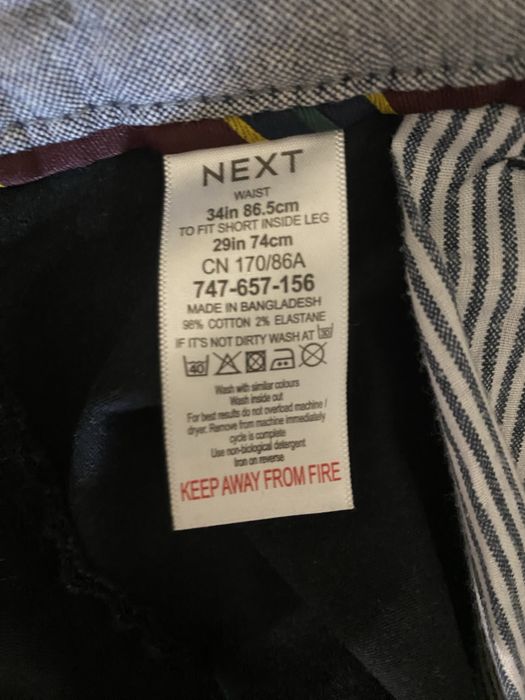 NEXT
WAIST
34in 86.5cm
TO FIT SHORT INSIDE LEG
29in 74cm
CN 170/86A
747-657-156
MADE IN BANGLADESH
98% COTTON 2% ELASTANE
IF IT'S NOT DIRTY WASH AT 30
40
Wash with similar colours
Wash inside out
For best results do not overload machine /
dryer. Remove from machine immediately
cycle is complete
Use non-biological detergent
Iron on reverse
KEEP AWAY FROM FIRE